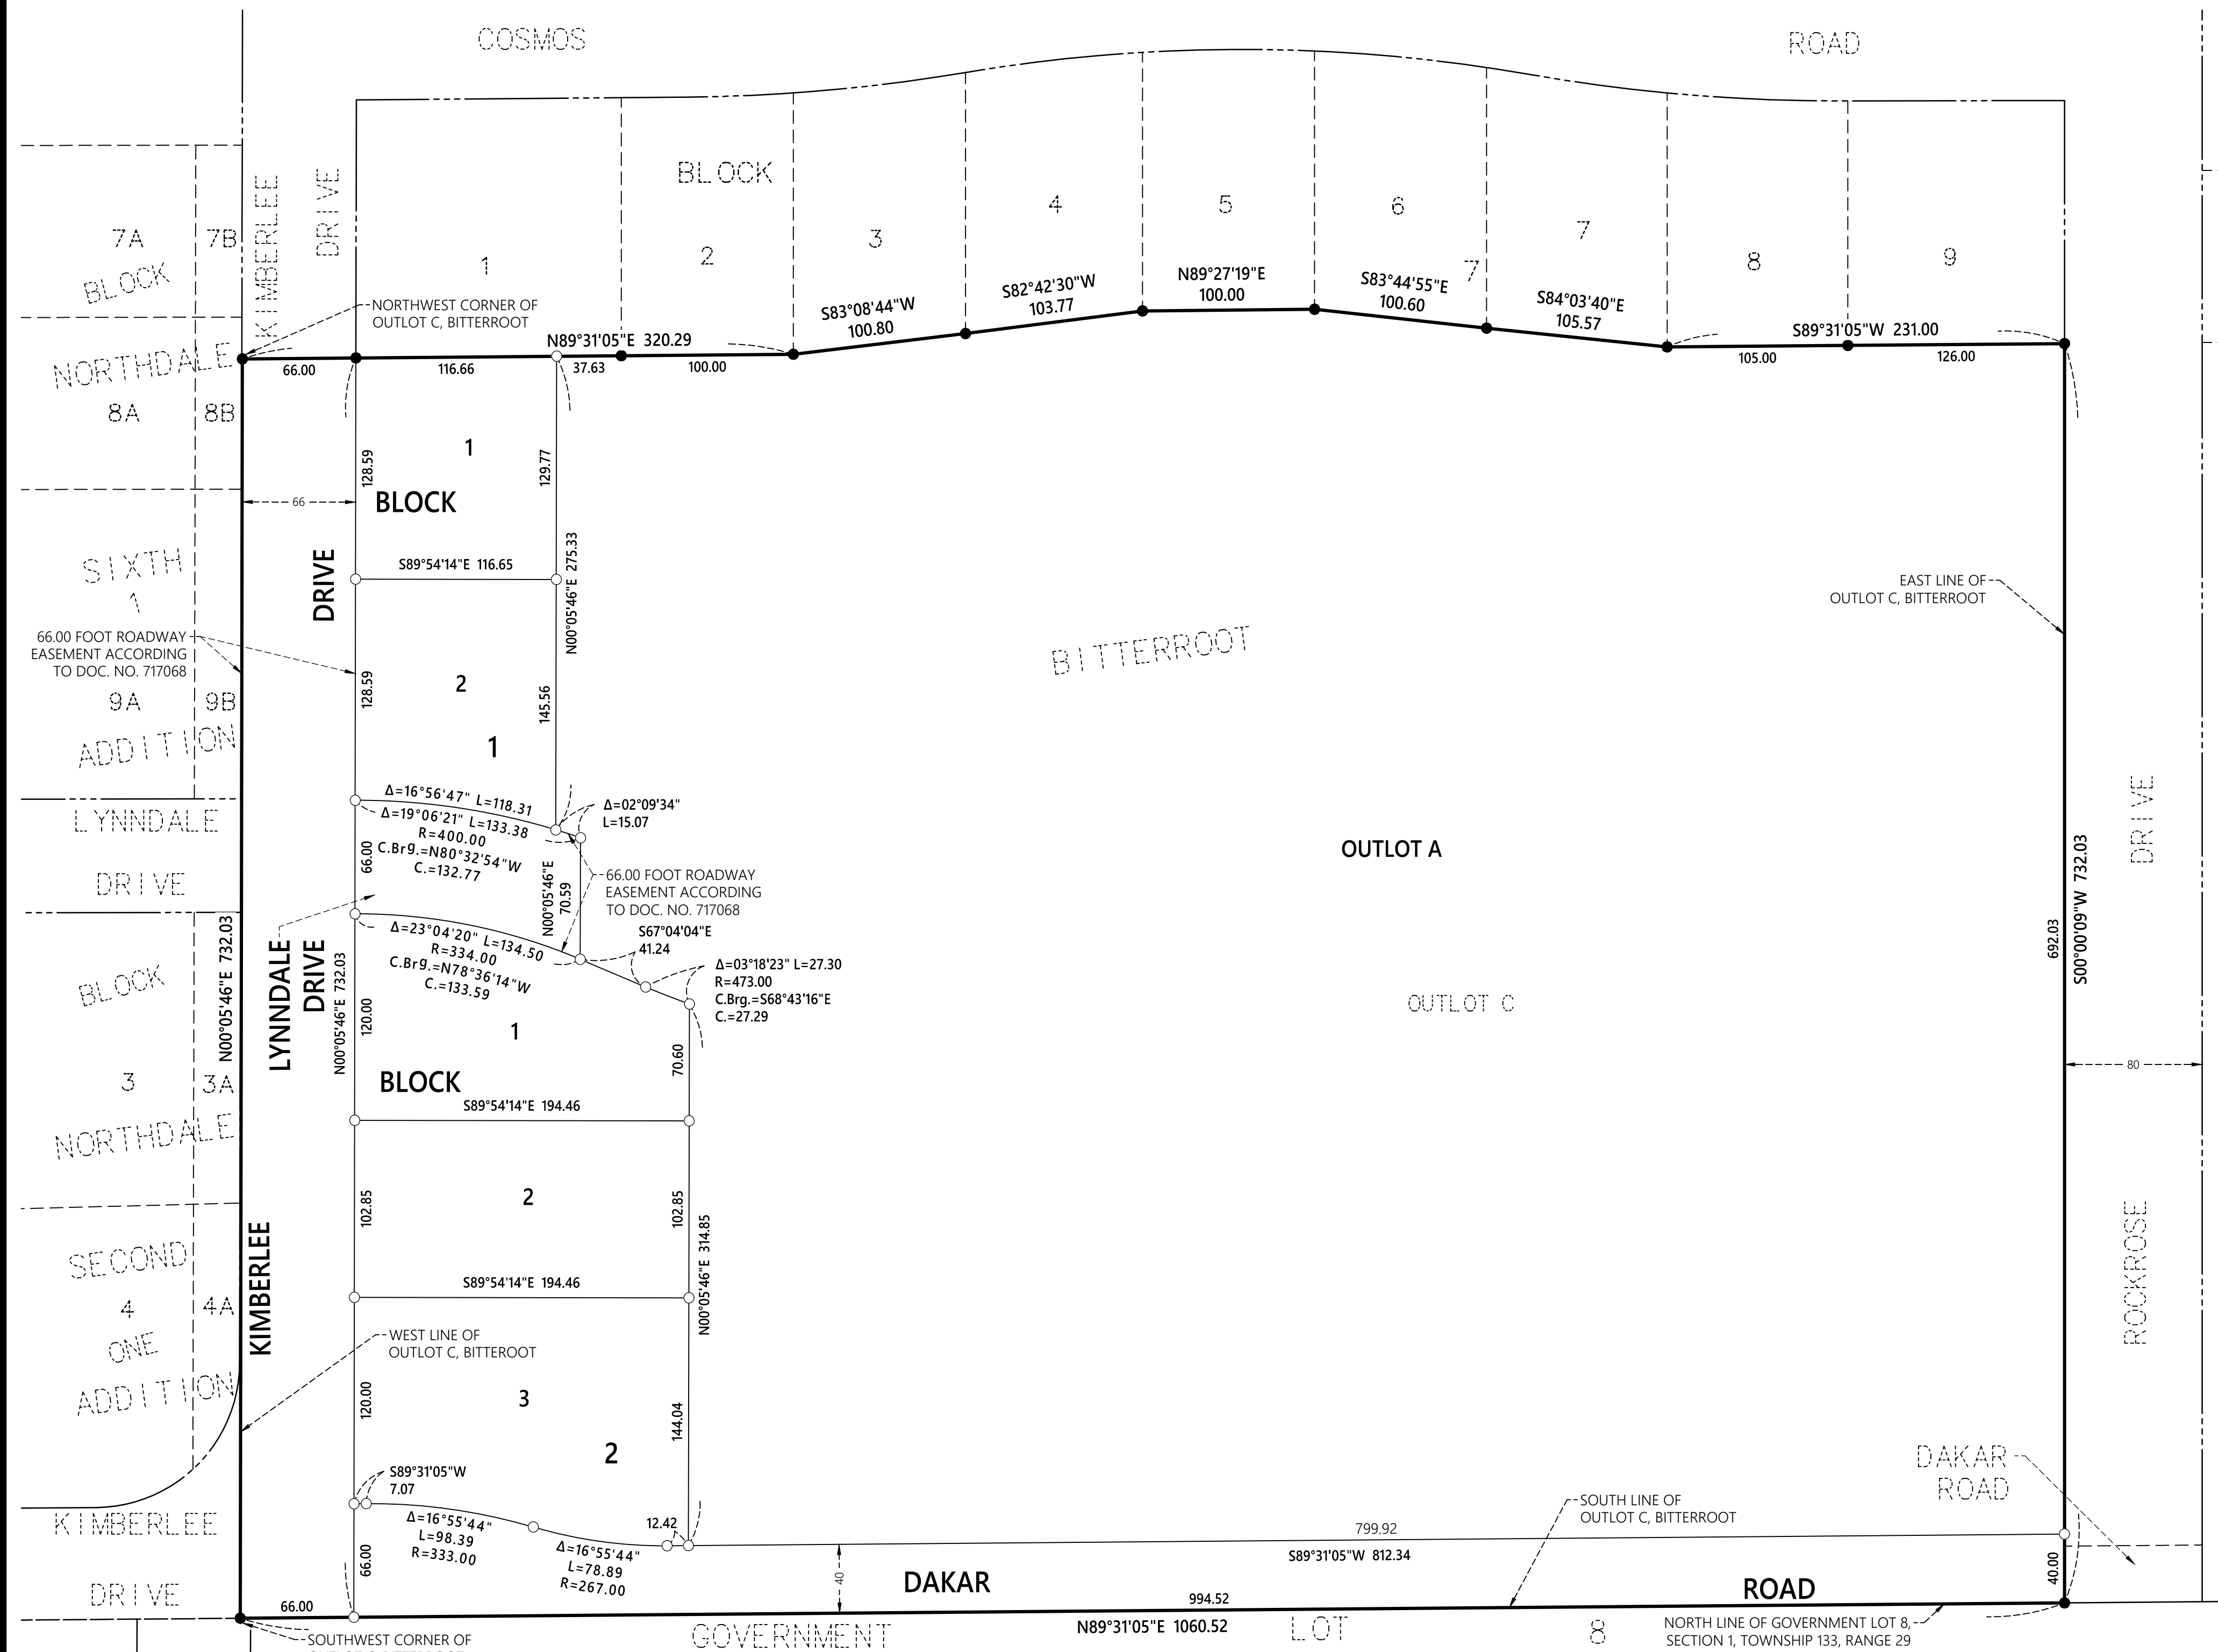 COSMOS
ROAD
BLOCK
1
2
3
4
5
6
7
7
8
9
7A
7B
BLOCK
KIMBERLEE
DRIVE
NORTHWEST CORNER OF
OUTLOT C, BITTERROOT
NORTHDALE
8A
8B
N89°31'05"E 320.29
66.00
116.66
37.63
100.00
S83°08'44"W
100.80
S82°42'30"W
103.77
N89°27'19"E
100.00
S83°44'55"E
100.60
S84°03'40"E
105.57
S89°31'05"W 231.00
105.00
126.00
1
128.59
129.77
66
BLOCK
DRIVE
S89°54'14"E 116.65
N00°05'46"E 275.33
SIXTH
1
66.00 FOOT ROADWAY
EASEMENT ACCORDING
TO DOC. NO. 717068
9A
9B
ADDITION
2
128.59
145.56
1
BITTERROOT
EAST LINE OF
OUTLOT C, BITTERROOT
Δ=16°56'47" L=118.31
Δ=19°06'21" L=133.38
R=400.00
C.Brg.=N80°32'54"W
C.=132.77
Δ=02°09'34"
L=15.07
LYNNDALE
DRIVE
66.00
N00°05'46"E
70.59
66.00 FOOT ROADWAY
EASEMENT ACCORDING
TO DOC. NO. 717068
OUTLOT A
OUTLOT C
Δ=23°04'20" L=134.50
R=334.00
C.Brg.=N78°36'14"W
C.=133.59
S67°04'04"E
41.24
Δ=03°18'23" L=27.30
R=473.00
C.Brg.=S68°43'16"E
C.=27.29
N00°05'46"E 732.03
LYNNDALE
DRIVE
N00°05'46"E 732.03
120.00
1
70.60
BLOCK
S89°54'14"E 194.46
BLOCK
3
3A
NORTHDALE
692.03
S00°00'09"W 732.03
DRIVE
80
ROCKROSE
2
102.85
102.85
N00°05'46"E 314.85
S89°54'14"E 194.46
SECOND
4
4A
ONE
ADDITION
KIMBERLEE
WEST LINE OF
OUTLOT C, BITTEROOT
3
120.00
144.04
2
S89°31'05"W
7.07
Δ=16°55'44"
L=98.39
R=333.00
Δ=16°55'44"
L=78.89
R=267.00
12.42
66.00
KIMBERLEE
DRIVE
66.00
SOUTHWEST CORNER OF
799.92
S89°31'05"W 812.34
40
DAKAR
ROAD
994.52
N89°31'05"E 1060.52
SOUTH LINE OF
OUTLOT C, BITTERROOT
DAKAR
ROAD
40.00
GOVERNMENT
LOT
8
NORTH LINE OF GOVERNMENT LOT 8,
SECTION 1, TOWNSHIP 133, RANGE 29